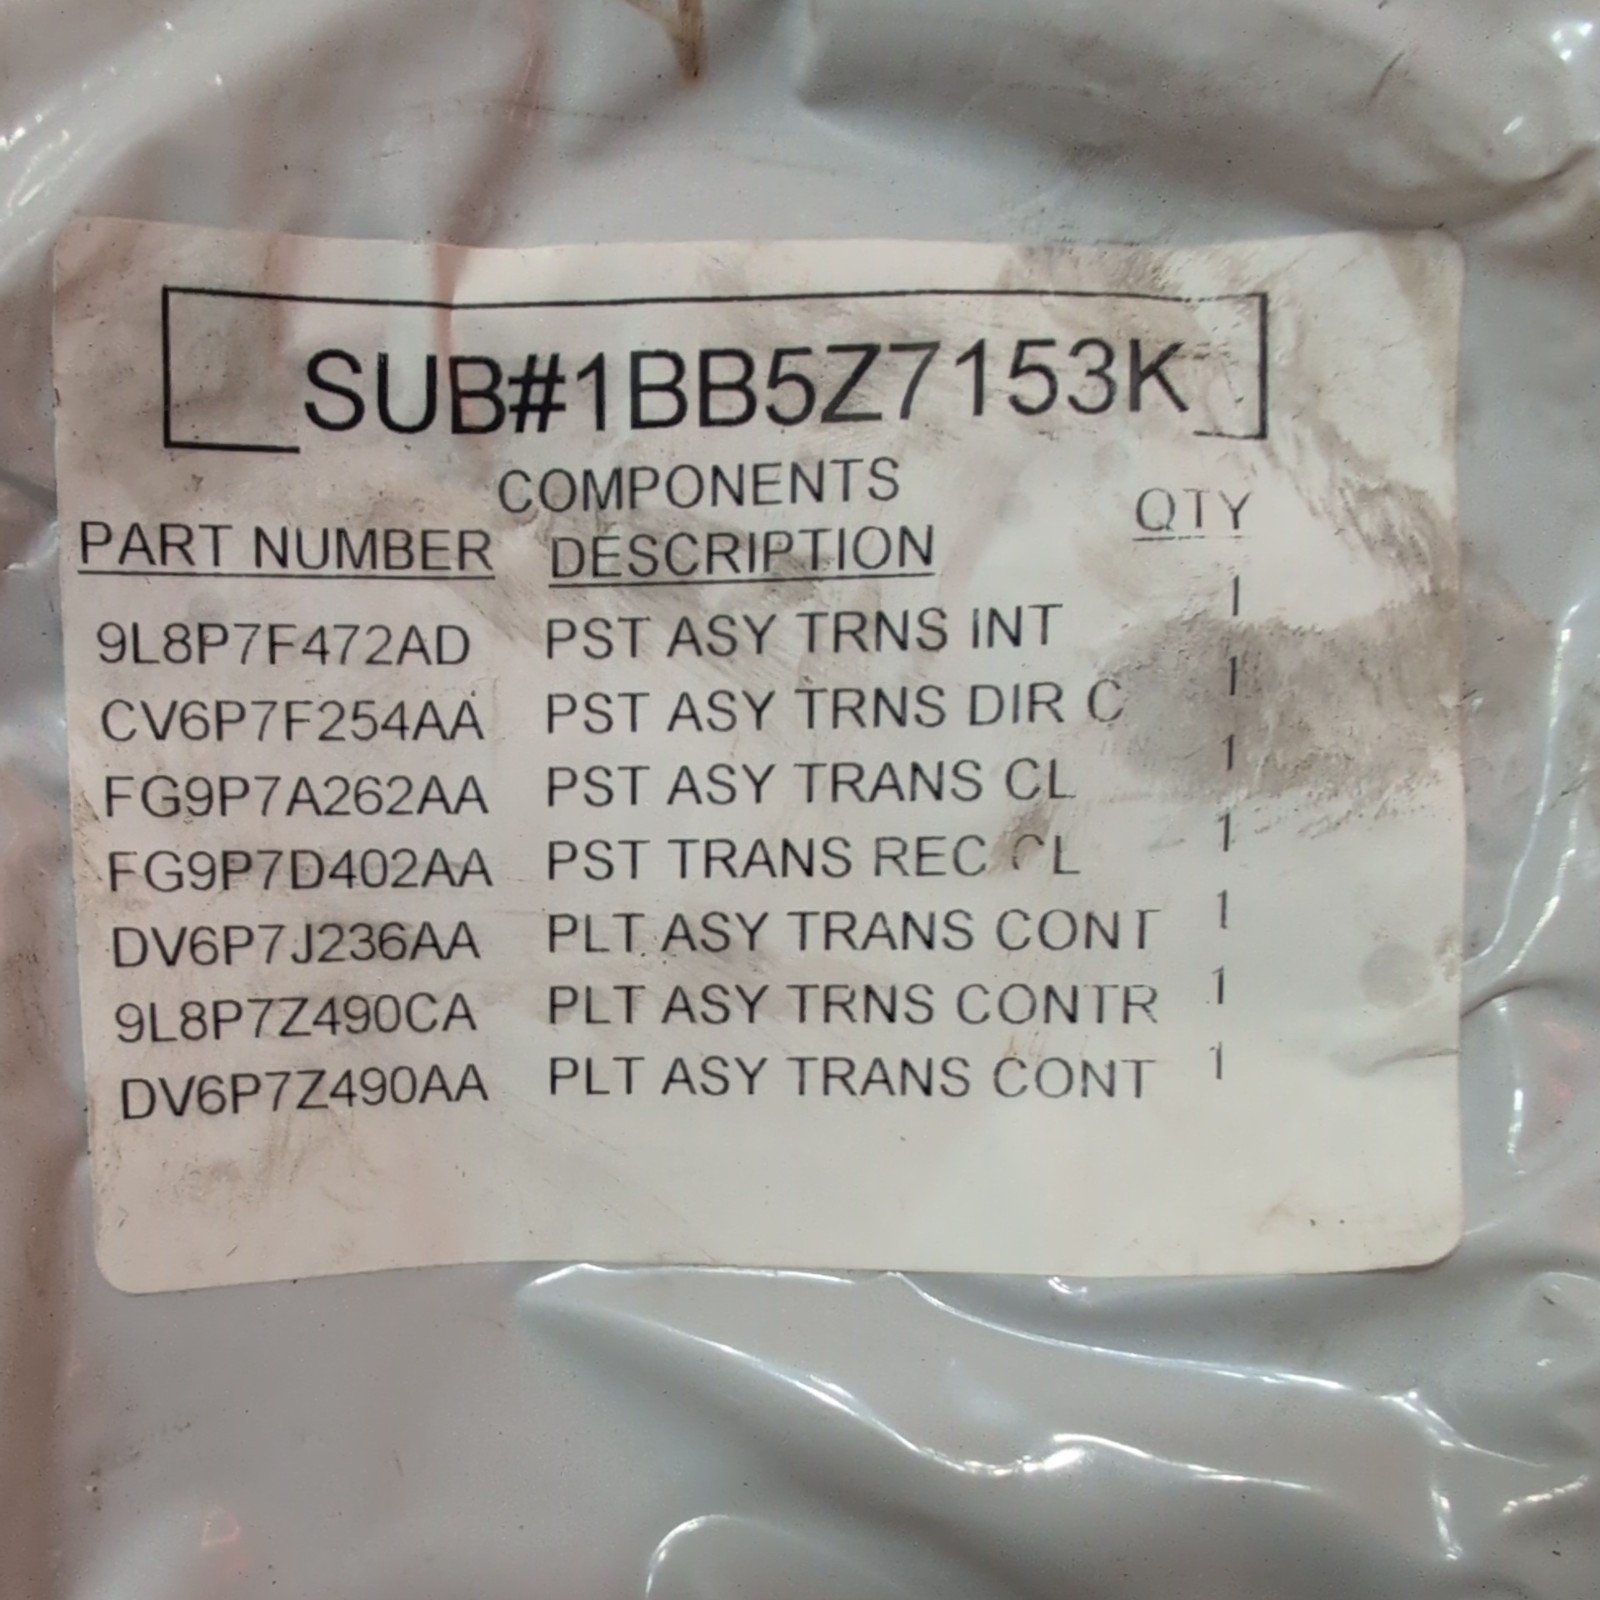 SUB#1BB5Z7153K
COMPONENTS
PART NUMBER DESCRIPTION QTY
9L8P7F472AD PST ASY TRNS INT 1
CV6P7F254AA PST ASY TRNS DIR C 1
FG9P7A262AA PST ASY TRANS CL 1
FG9P7D402AA PST TRANS REC CL 1
DV6P7J236AA PLT ASY TRANS CONT 1
9L8P7Z490CA PLT ASY TRNS CONTR 1
DV6P7Z490AA PLT ASY TRANS CONT 1